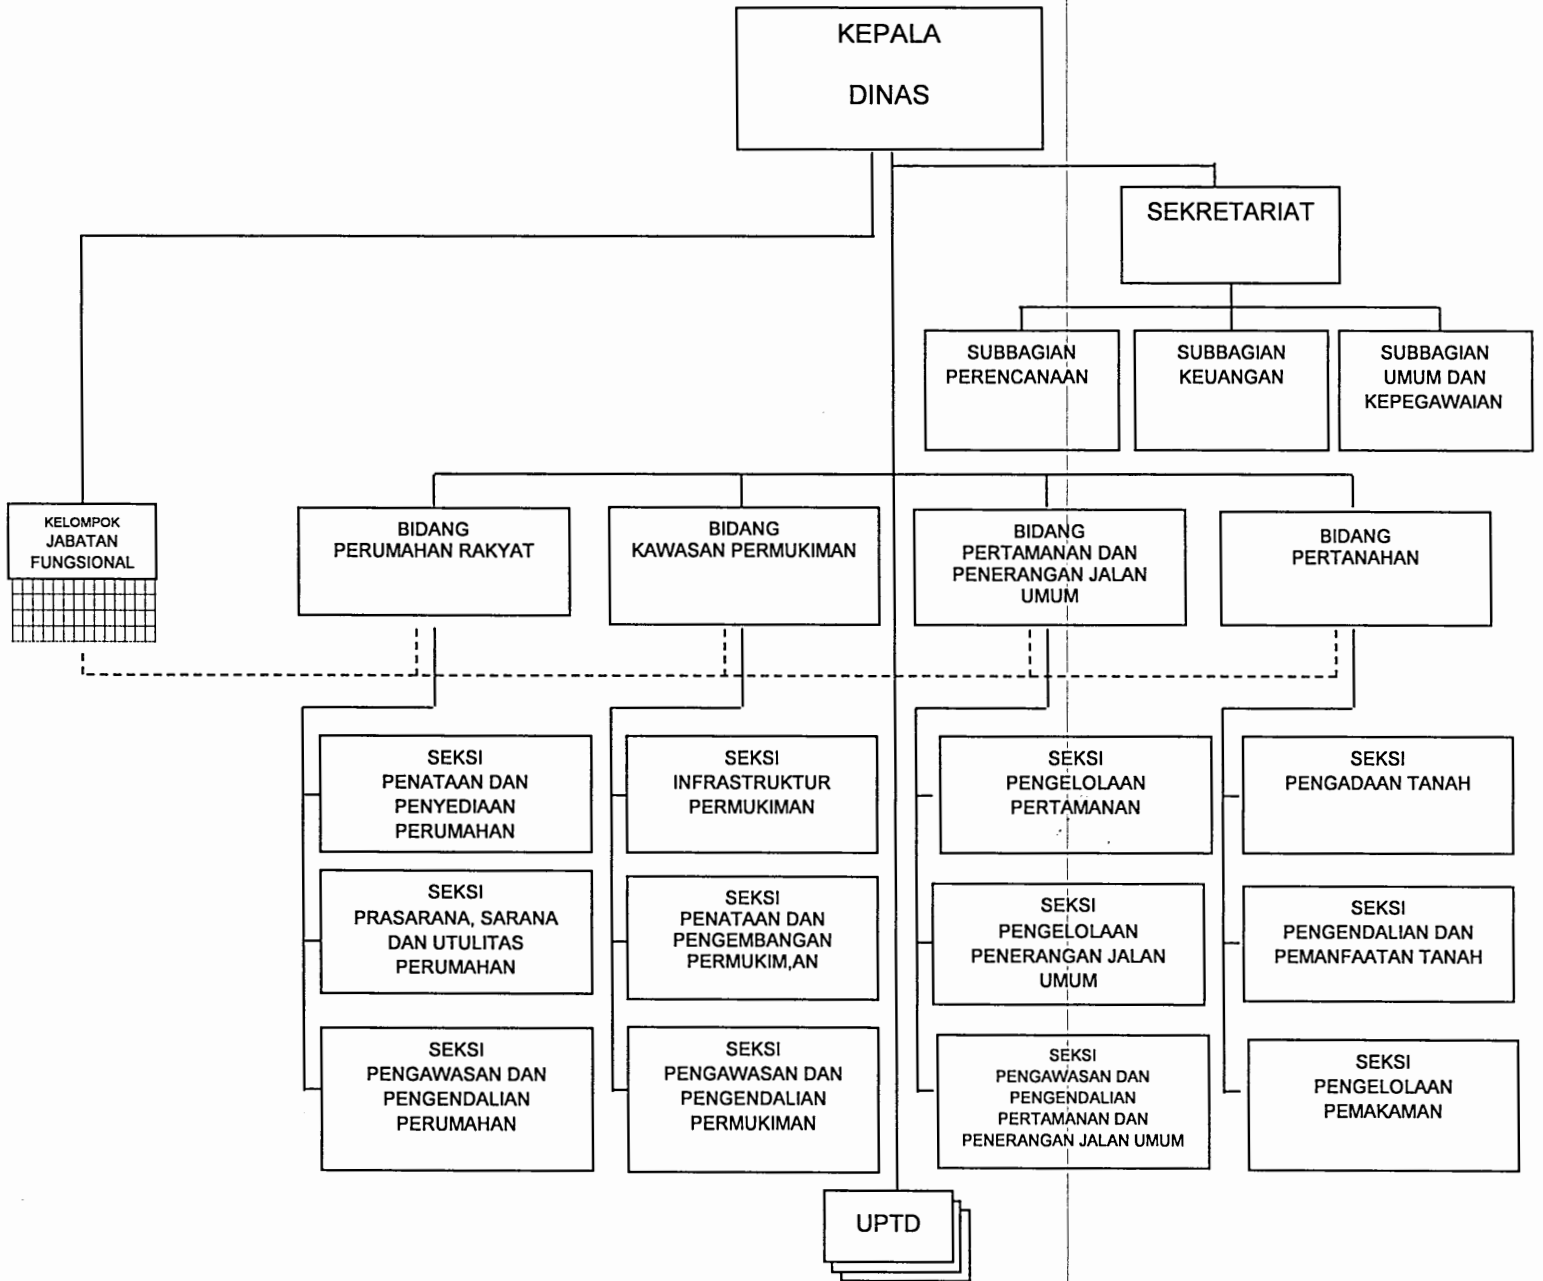 KEPALA
DINAS
SEKRETARIAT
SUBBAGIAN
PERENCANAAN
SUBBAGIAN
KEUANGAN
SUBBAGIAN
UMUM DAN
KEPEGAWAIAN
KELOMPOK
JABATAN
FUNGSIONAL
BIDANG
PERUMAHAN RAKYAT
BIDANG
KAWASAN PERMUKIMAN
BIDANG
PERTAMANAN DAN
PENERANGAN JALAN
UMUM
BIDANG
PERTANAHAN
SEKSI
PENATAAN DAN
PENYEDIAAN
PERUMAHAN
SEKSI
INFRASTRUKTUR
PERMUKIMAN
SEKSI
PENGELOLAAN
PERTAMANAN
SEKSI
PENGADAAN TANAH
SEKSI
PRASARANA, SARANA
DAN UTULITAS
PERUMAHAN
SEKSI
PENATAAN DAN
PENGEMBANGAN
PERMUKIM,AN
SEKSI
PENGELOLAAN
PENERANGAN JALAN
UMUM
SEKSI
PENGENDALIAN DAN
PEMANFAATAN TANAH
SEKSI
PENGAWASAN DAN
PENGENDALIAN
PERUMAHAN
SEKSI
PENGAWASAN DAN
PENGENDALIAN
PERMUKIMAN
SEKSI
PENGAWASAN DAN
PENGENDALIAN
PERTAMANAN DAN
PENERANGAN JALAN UMUM
SEKSI
PENGELOLAAN
PEMAKAMAN
UPTD